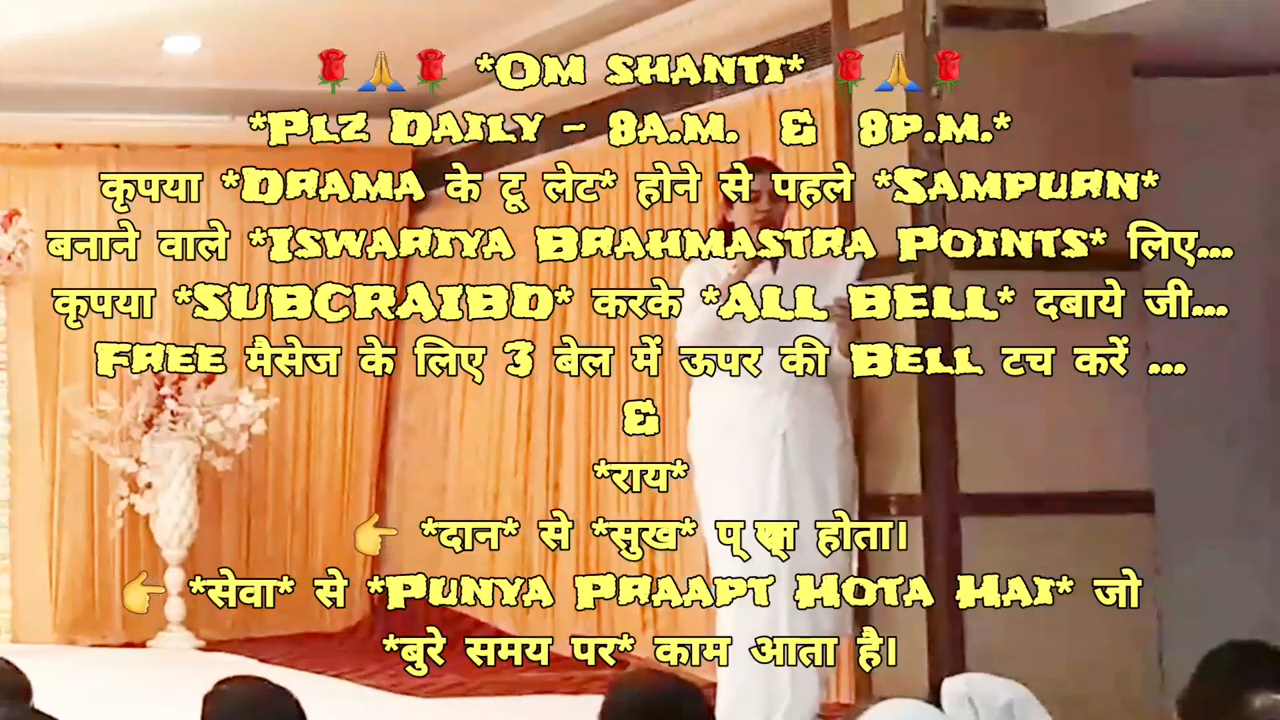 🌹🙏🌹 *Om shanti* 🌹🙏🌹
*Plz Daily - 8a.m. & 8p.m.*
कृपया *Drama के टू लेट* होने से पहले *Sampurn*
बनाने वाले *Iswariya Brahmastra Points* लिए...
कृपया *SUBCRAIBD* करके *ALL BELL* दबाये जी...
Free मैसेज के लिए 3 बेल में ऊपर की Bell टच करें ...
&
*राय*
👉 *दान* से *सुख* होता।
👉 *सेवा* से *Punya Praapt Hota Hai* जो
*बुरे समय पर* काम आता है।